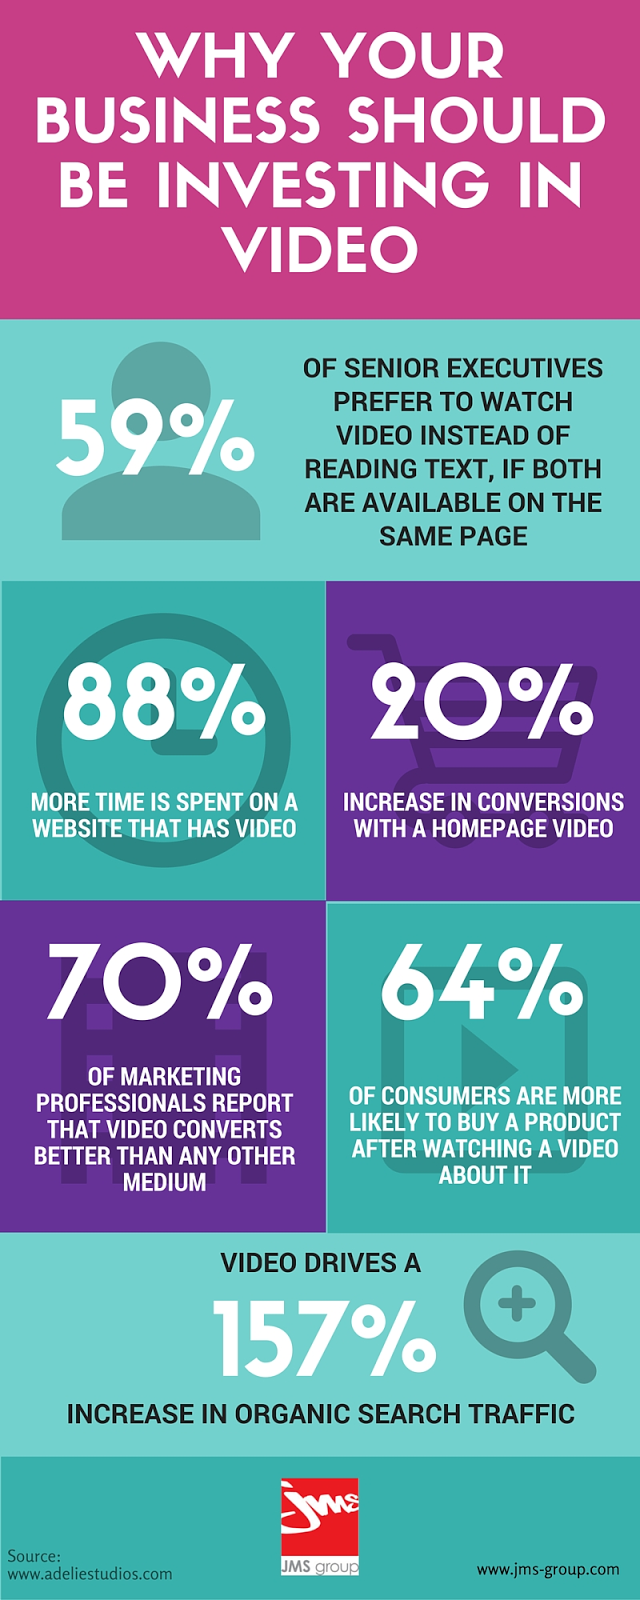 WHY YOUR
BUSINESS SHOULD
BE INVESTING IN
VIDEO
59%
OF SENIOR EXECUTIVES
PREFER TO WATCH
VIDEO INSTEAD OF
READING TEXT, IF BOTH
ARE AVAILABLE ON THE
SAME PAGE
88%
MORE TIME IS SPENT ON A
WEBSITE THAT HAS VIDEO
20%
INCREASE IN CONVERSIONS
WITH A HOMEPAGE VIDEO
70%
OF MARKETING
PROFESSIONALS REPORT
THAT VIDEO CONVERTS
BETTER THAN ANY OTHER
MEDIUM
64%
OF CONSUMERS ARE MORE
LIKELY TO BUY A PRODUCT
AFTER WATCHING A VIDEO
ABOUT IT
VIDEO DRIVES A
157%
INCREASE IN ORGANIC SEARCH TRAFFIC
jms
JMS group
Source:
www.adeliestudios.com
www.jms-group.com